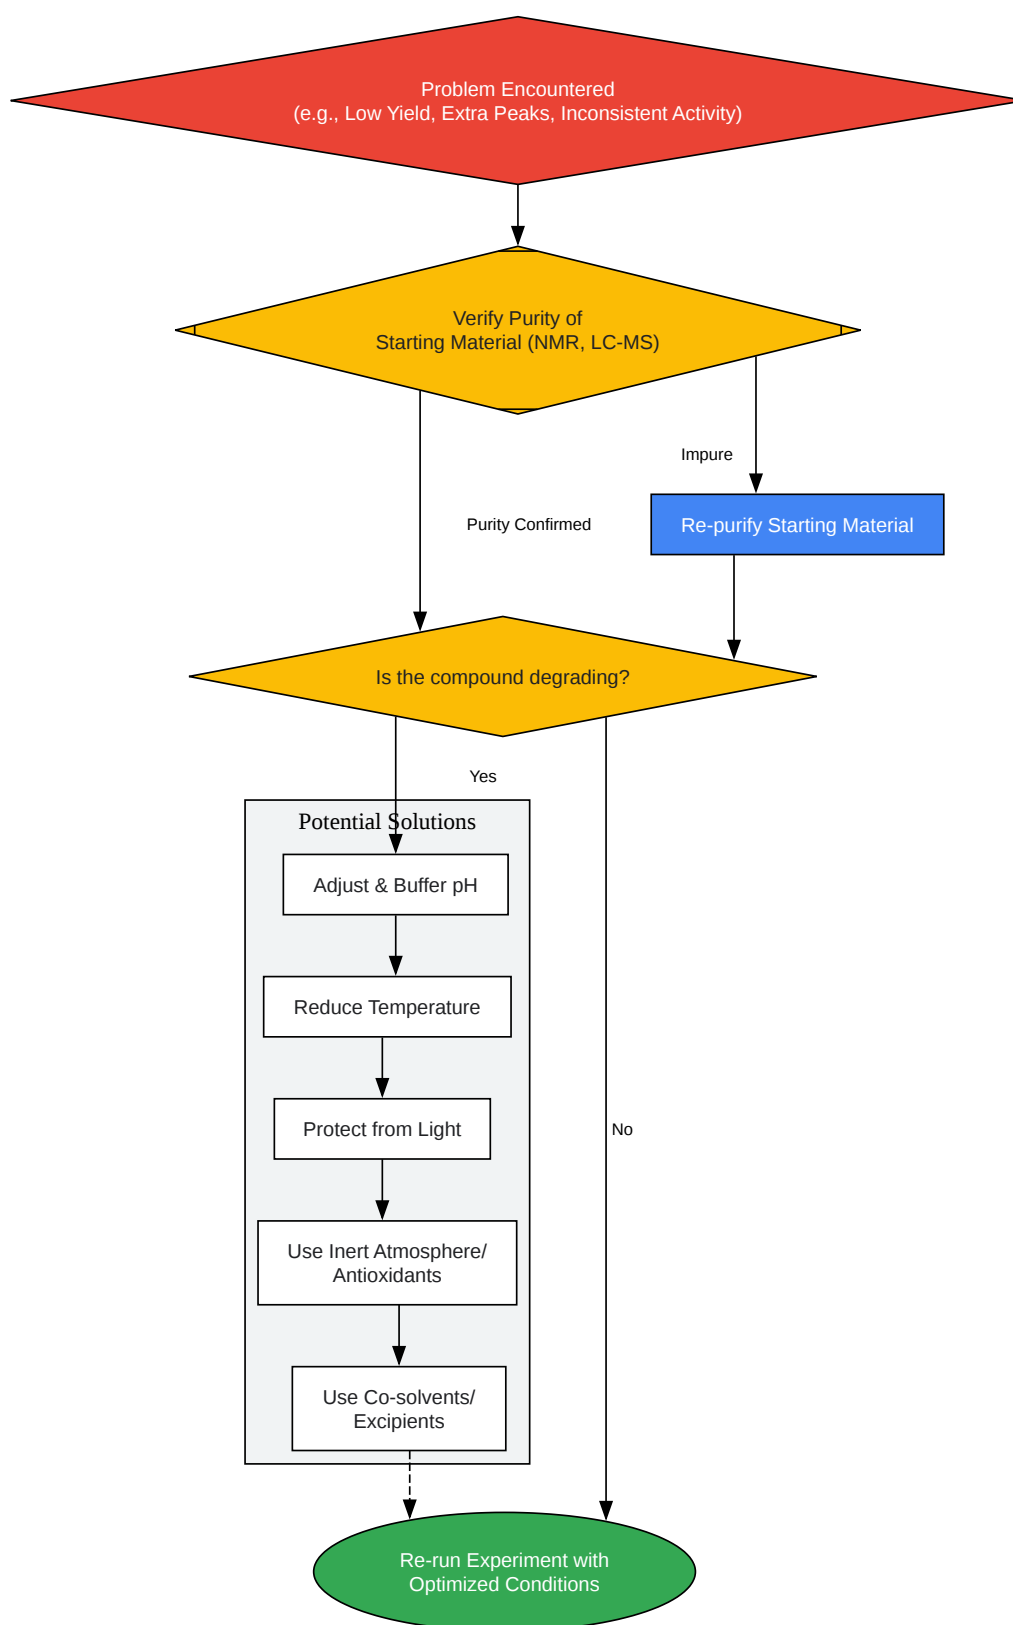 Problem Encountered
(e.g., Low Yield, Extra Peaks, Inconsistent Activity)
Verify Purity of
Starting Material (NMR, LC-MS)
Impure
Purity Confirmed
Re-purify Starting Material
Is the compound degrading?
Yes
Potential Solutions
Adjust & Buffer pH
Reduce Temperature
Protect from Light
No
Use Inert Atmosphere/
Antioxidants
Use Co-solvents/
Excipients
Re-run Experiment with
Optimized Conditions